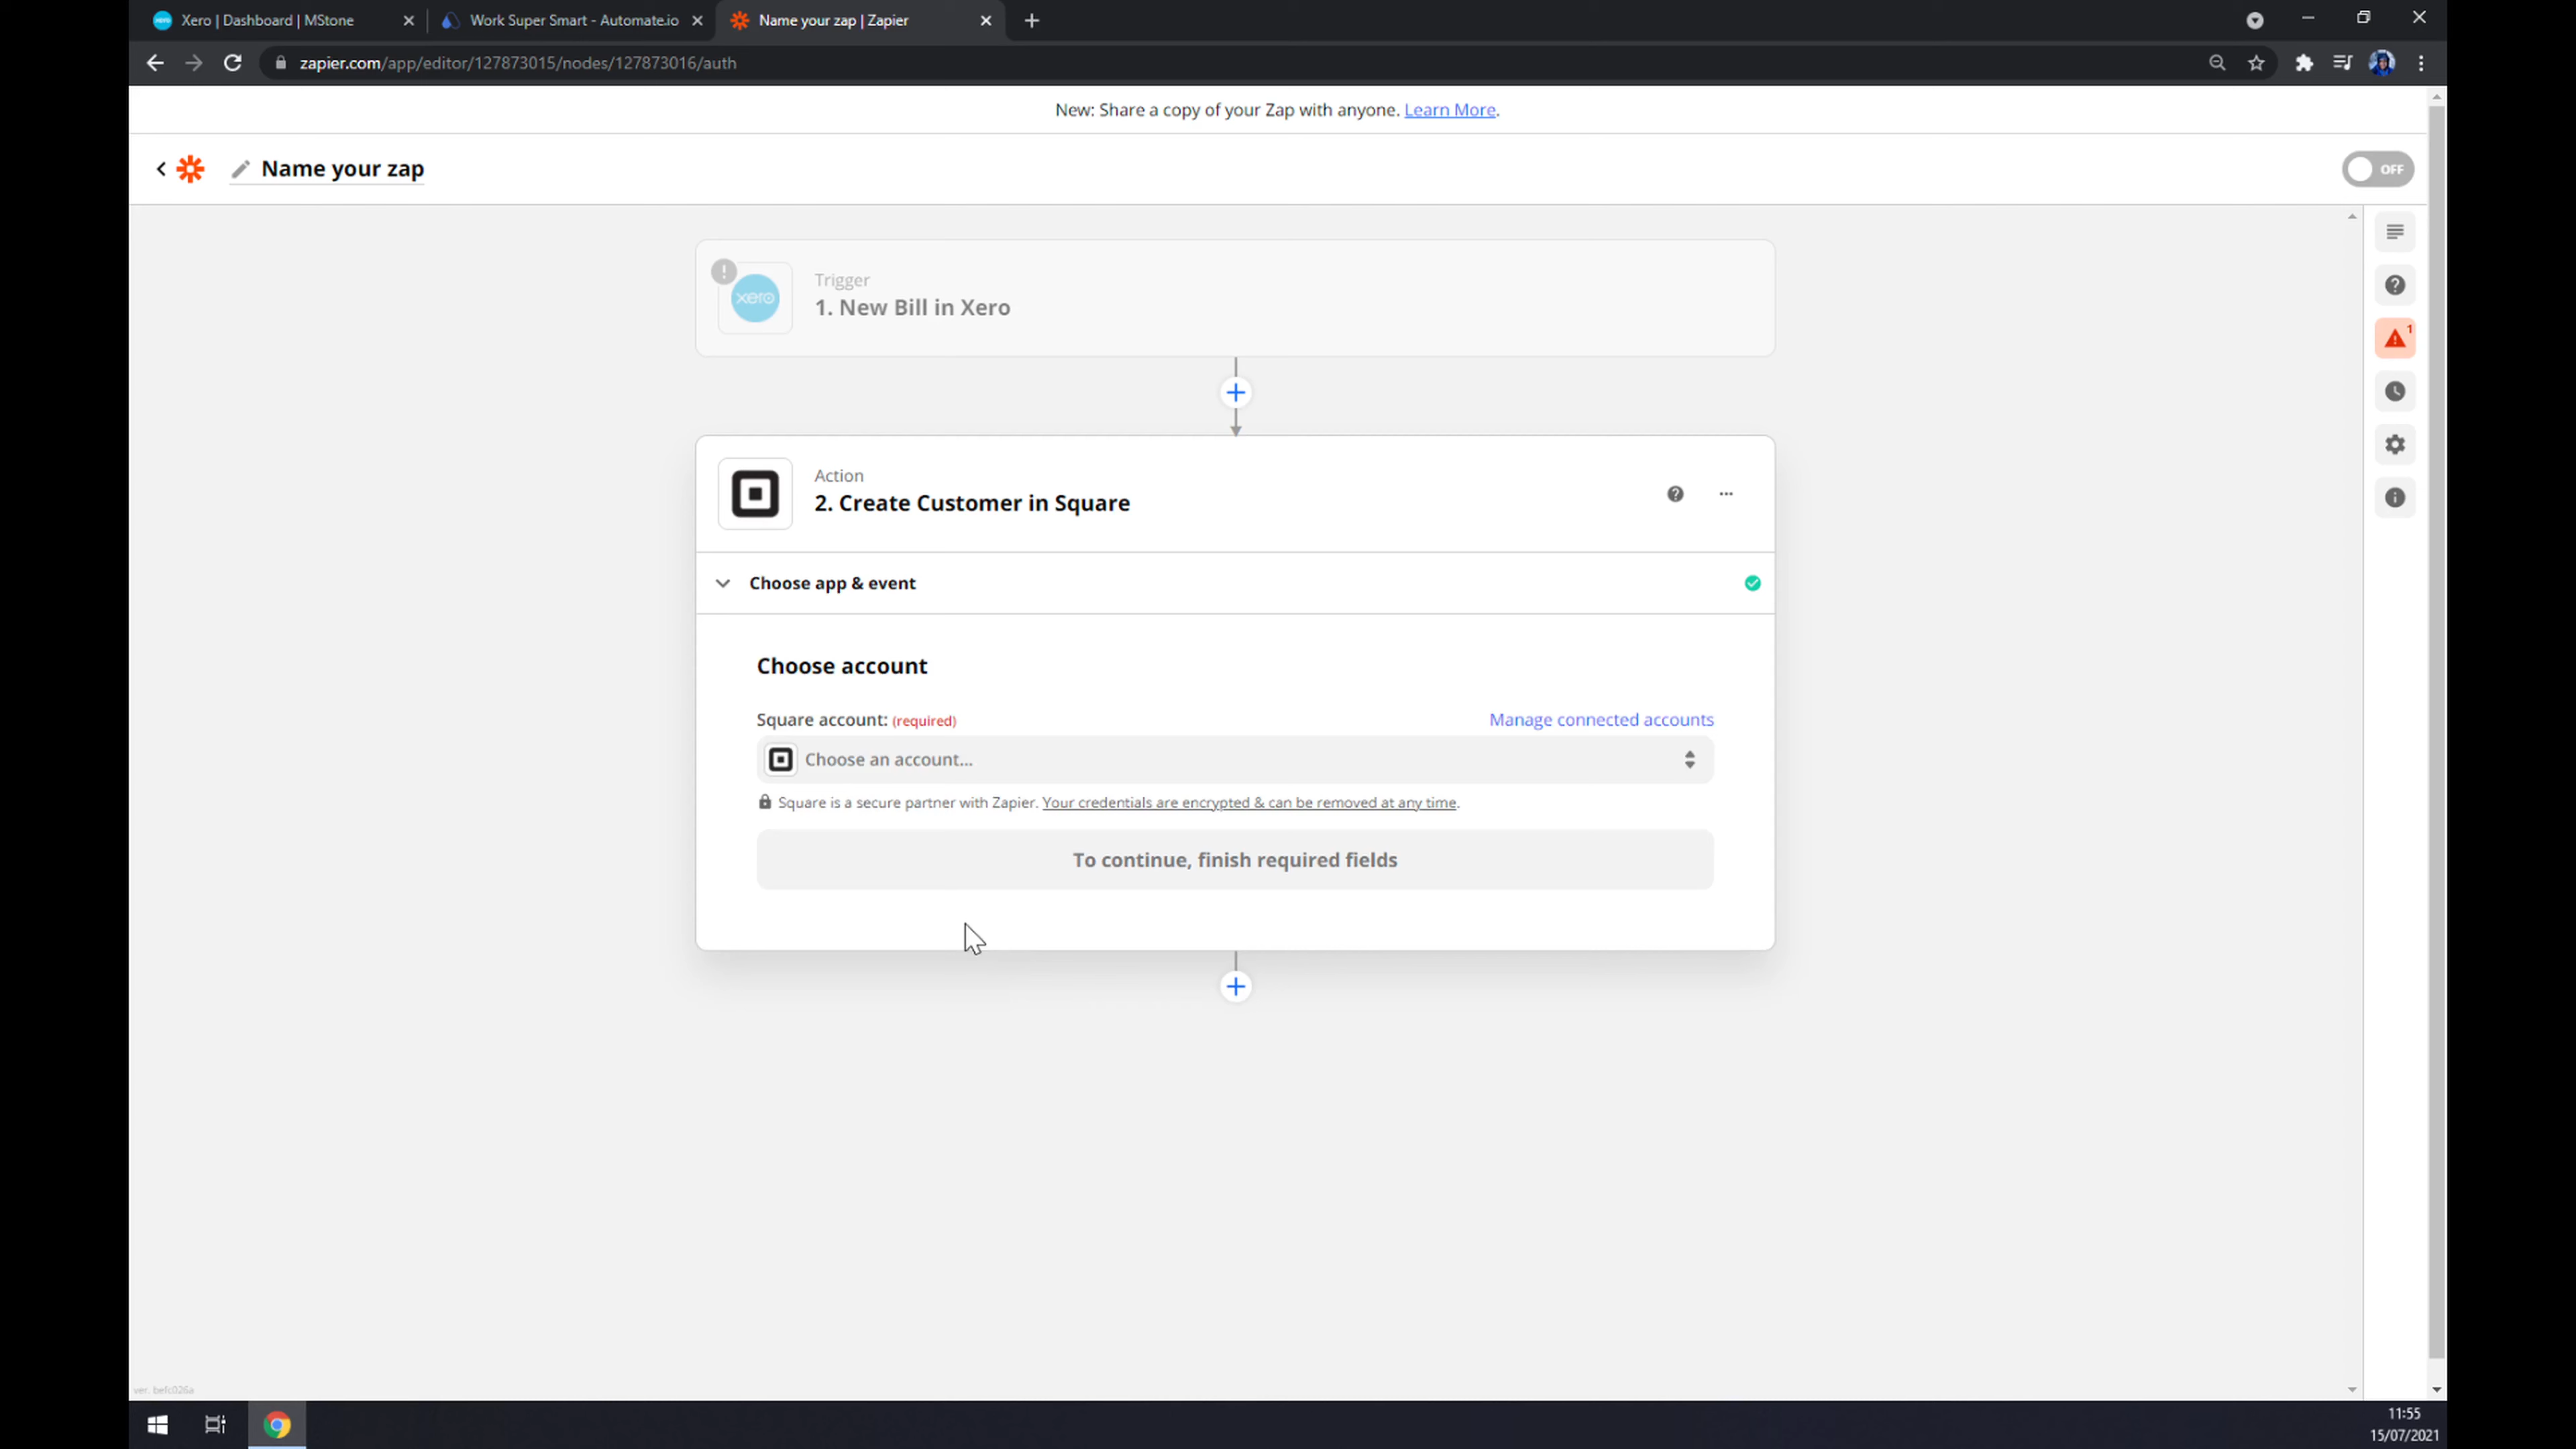 Xero | Dashboard | MStone
Work Super Smart - Automate.io
Name your zap | Zapier
zapier.com/app/editor/127873015/nodes/127873016/auth
New: Share a copy of your Zap with anyone. Learn More.
Name your zap
OFF
xero
Trigger
1. New Bill in Xero
1
Action
2. Create Customer in Square
Choose app & event
Choose account
Square account: (required)
Manage connected accounts
Choose an account...
Square is a secure partner with Zapier. Your credentials are encrypted & can be removed at any time.
To continue, finish required fields
ver. befc026a
11:55
15/07/2021